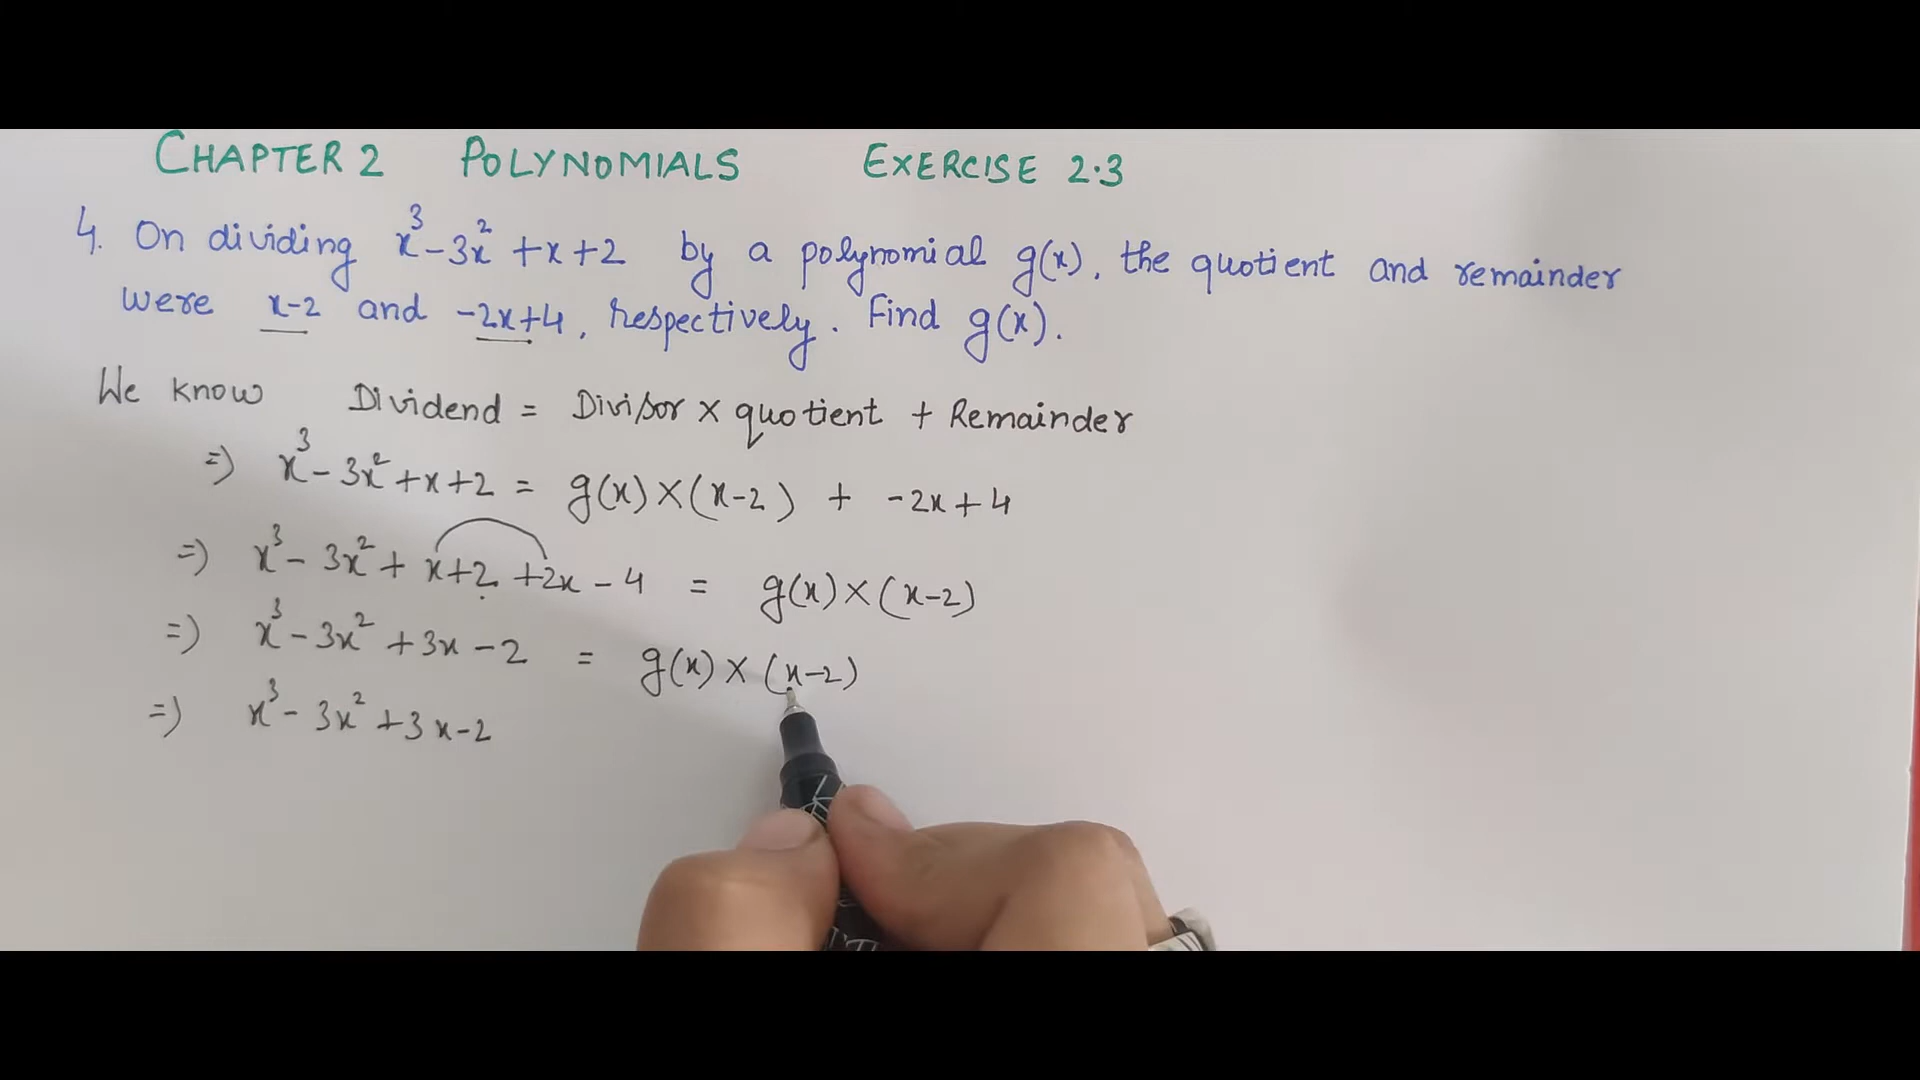 CHAPTER 2 POLYNOMIALS EXERCISE 2.3
4. On dividing x³-3x²+x+2 by a polynomial g(x), the quotient and remainder
were x-2 and -2x+4, respectively. Find g(x).
We know Dividend = Divisor × quotient + Remainder
=) x³-3x²+x+2 = g(x)×(x-2) + -2x+4
=) x³-3x²+x+2+2x-4 = g(x)×(x-2)
=) x³-3x²+3x-2 = g(x)×(x-2)
=) x³-3x²+3x-2